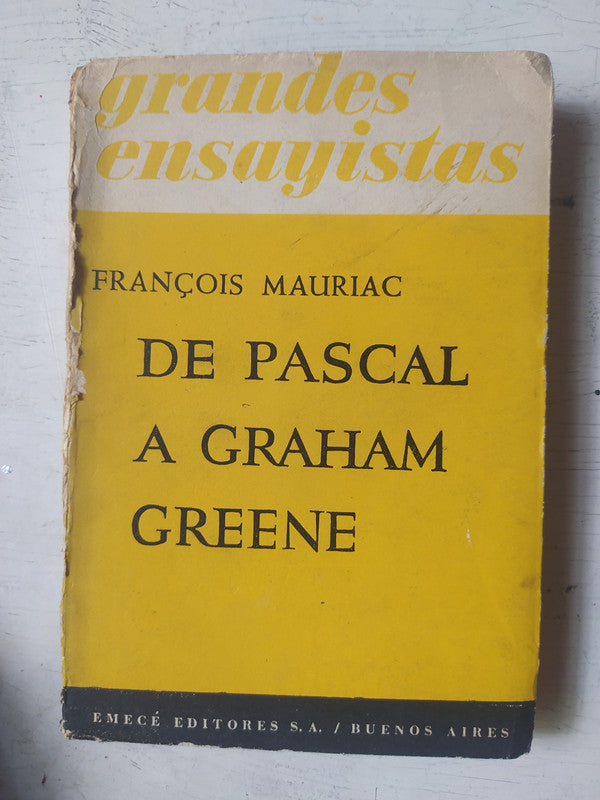 grandes
ensayistas
FRANÇOIS MAURIAC
DE PASCAL
A GRAHAM
GREENE
EMECÉ EDITORES S.A. / BUENOS AIRES